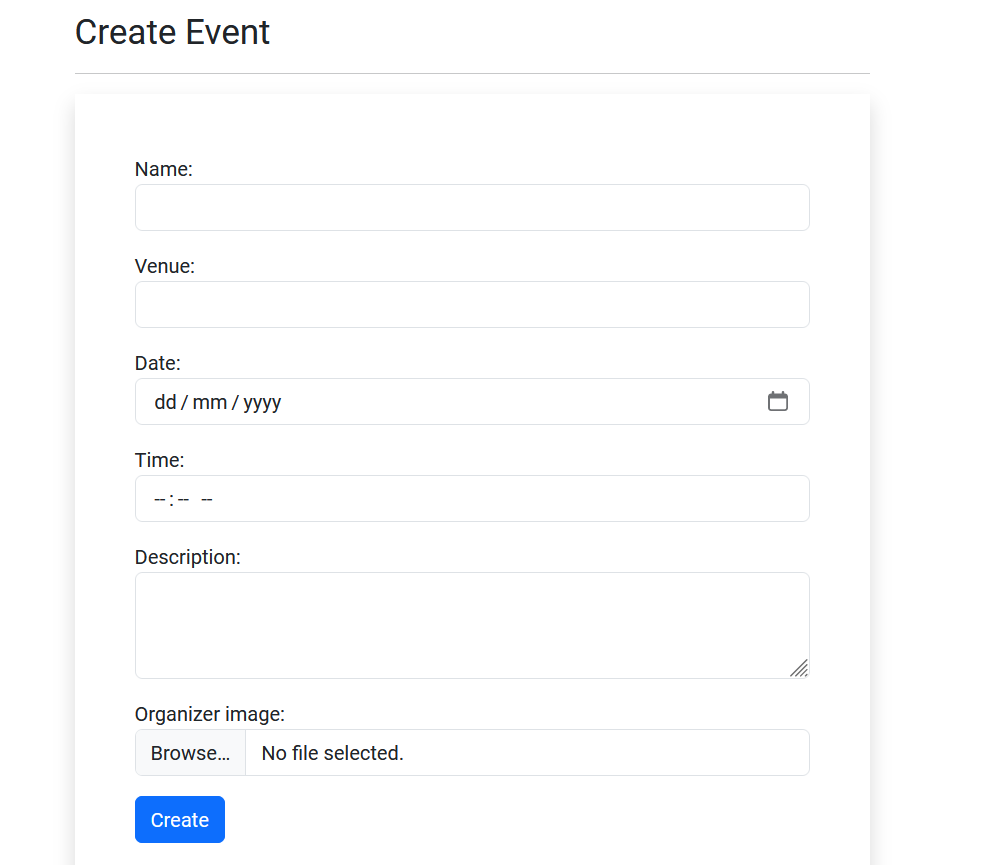 Create Event
Name:
Venue:
Date:
dd / mm / yyyy
Time:
-- : -- --
Description:
Organizer image:
Browse... No file selected.
Create